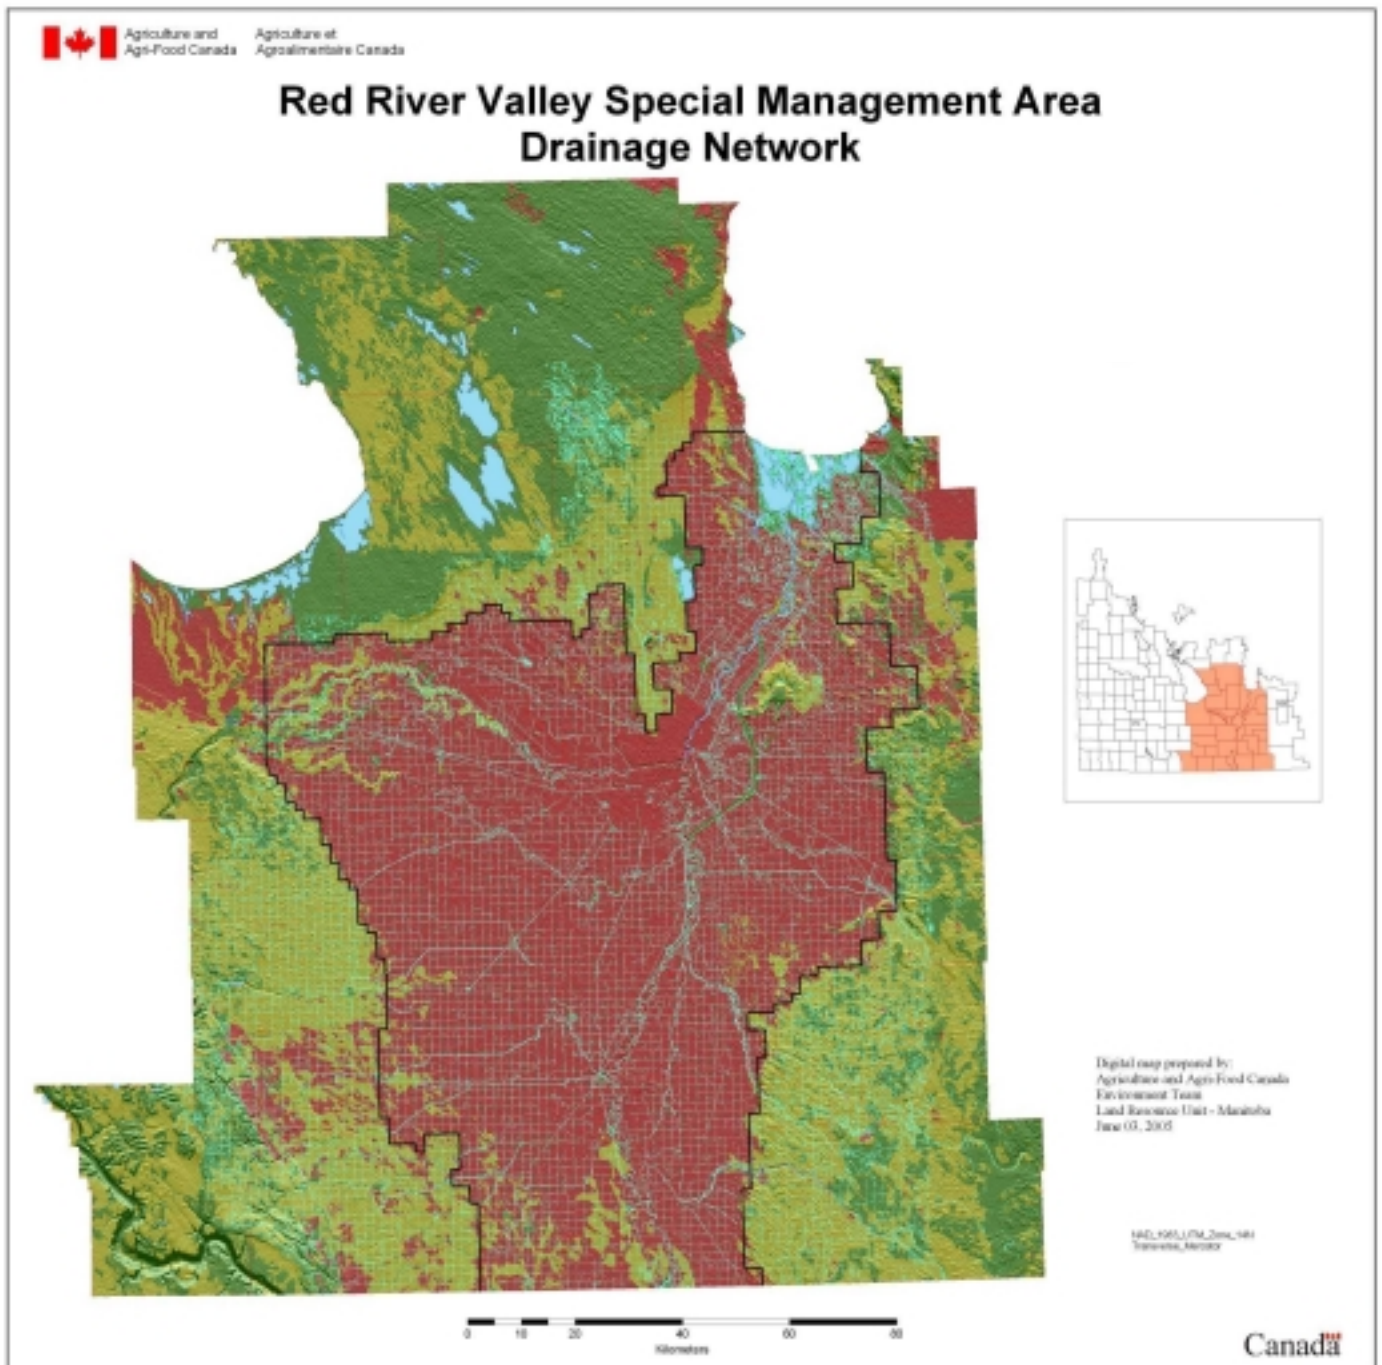 Agriculture and
Agri-Food Canada
Agriculture et
Agroalimentaire Canada
Red River Valley Special Management Area
Drainage Network
Digital map prepared by:
Agriculture and Agri-Food Canada
Environment Team
Land Resource Unit - Manitoba
June 03, 2005
NAD_1983_UTM_Zone_14N
Transverse_Mercator
0 10 20 40 60 80
Kilometers
Canada